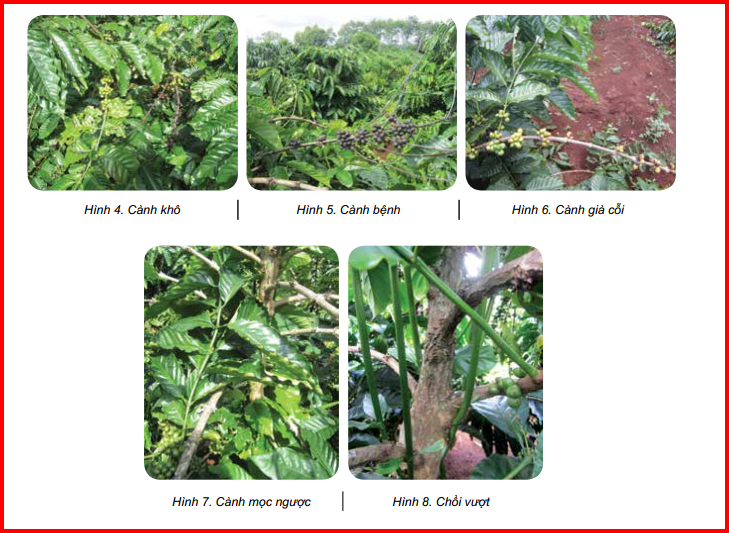 Hình 4. Cành khô
Hình 5. Cành bệnh
Hình 6. Cành già cỗi
Hình 7. Cành mọc ngược
Hình 8. Chồi vượt